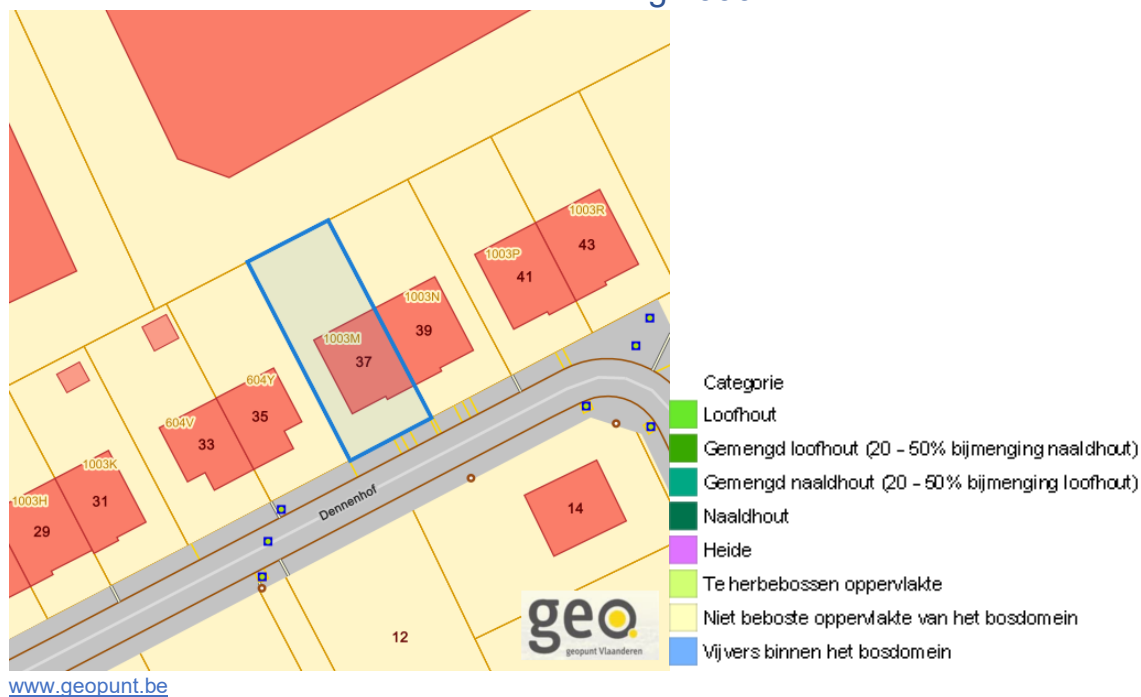 1003R
43
1003P
41
1003N
39
1003M
37
604Y
35
604V
33
1003K
31
1003H
29
Dennenhof
14
12
geo
geopunt Vlaanderen
Categorie
Loofhout
Gemengd loofhout (20 - 50% bijmenging naaldhout)
Gemengd naaldhout (20 - 50% bijmenging loofhout)
Naaldhout
Heide
Te herbebossen oppervlakte
Niet beboste oppervlakte van het bosdomein
Vijvers binnen het bosdomein
www.geopunt.be